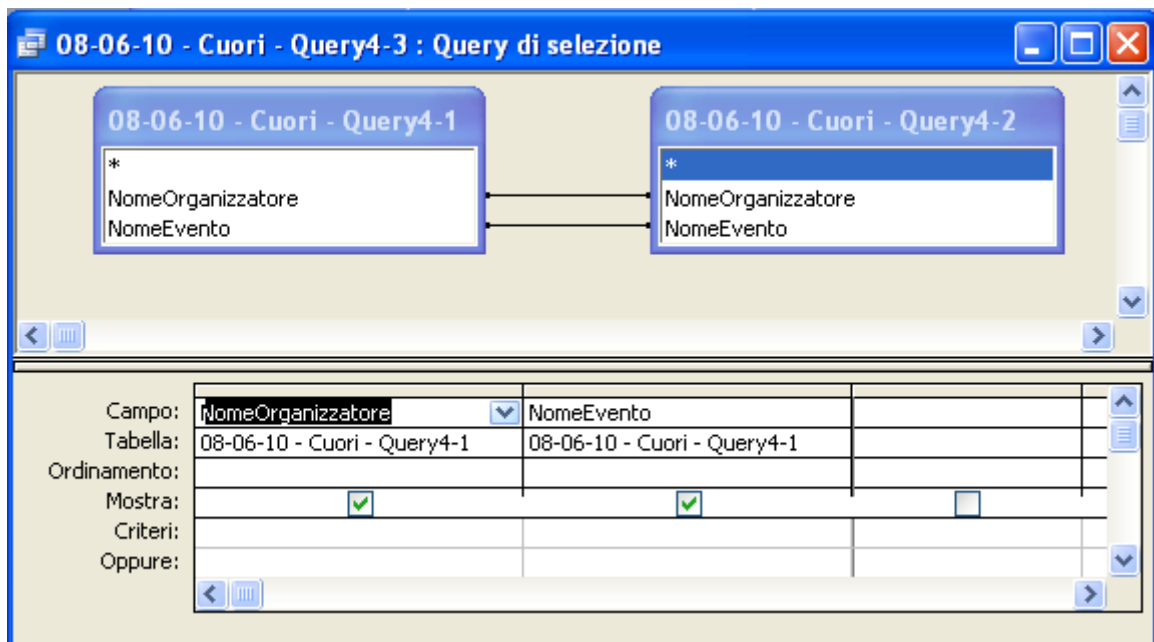 08-06-10 - Cuori - Query4-3 : Query di selezione
08-06-10 - Cuori - Query4-1
*
NomeOrganizzatore
NomeEvento
08-06-10 - Cuori - Query4-2
*
NomeOrganizzatore
NomeEvento
Campo: NomeOrganizzatore NomeEvento
Tabella: 08-06-10 - Cuori - Query4-1 08-06-10 - Cuori - Query4-1
Ordinamento:
Mostra:
Criteri:
Oppure: